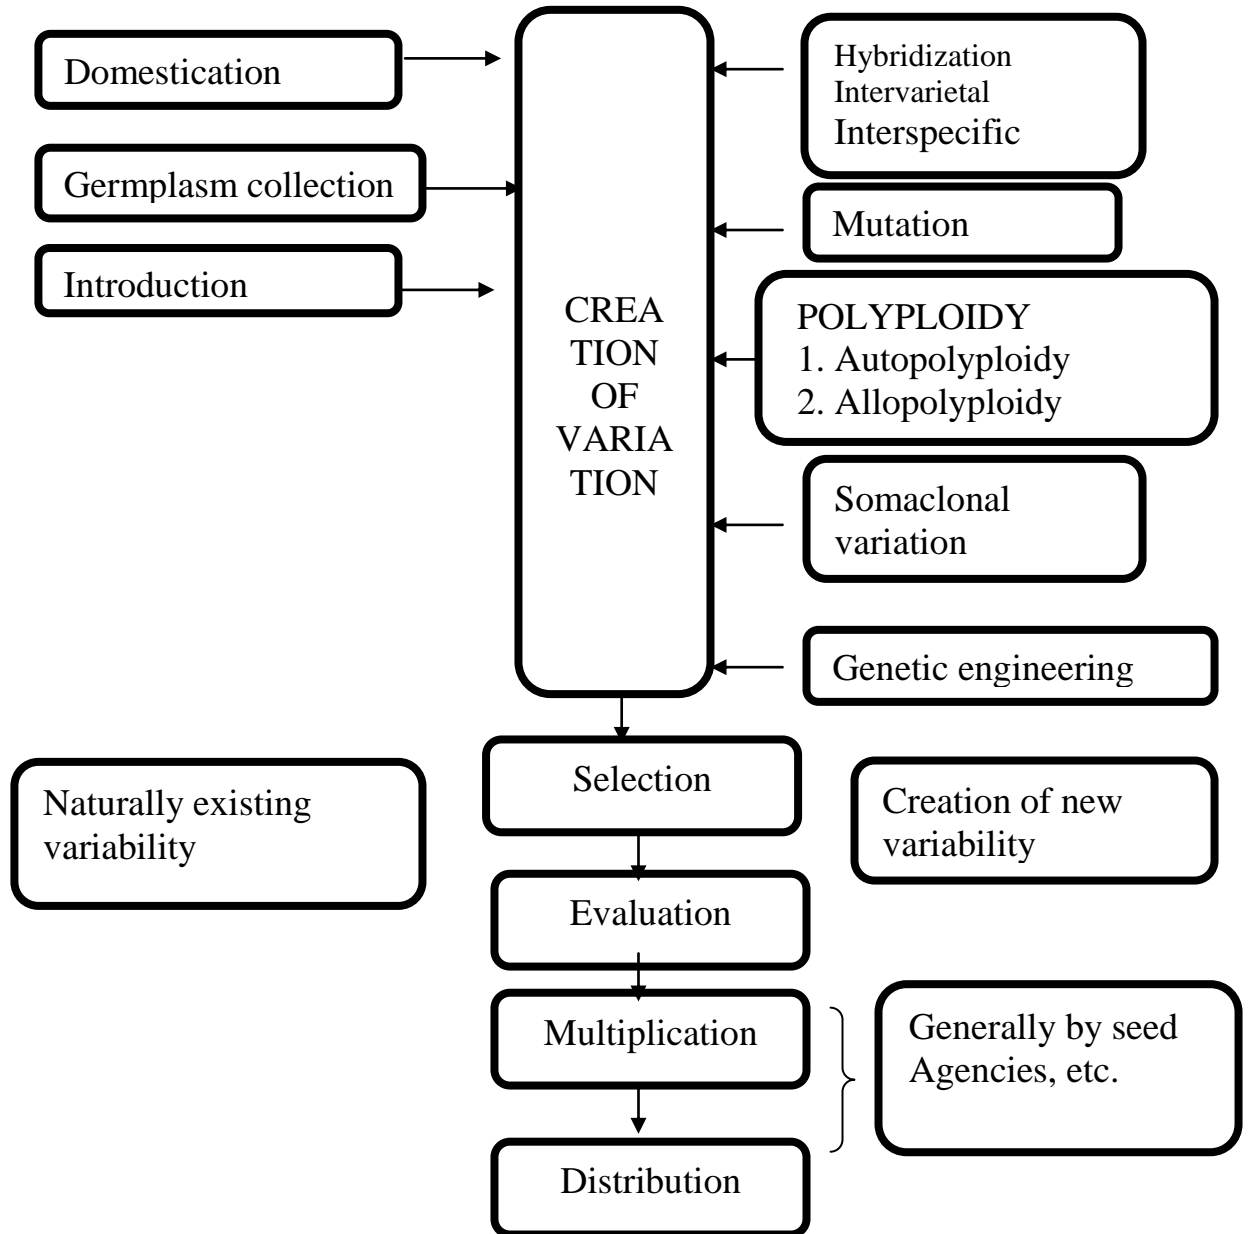 Domestication
Germplasm collection
Introduction
CREA
TION
OF
VARIA
TION
Hybridization
Intervarietal
Interspecific
Mutation
POLYPLOIDY
1. Autopolyploidy
2. Allopolyploidy
Somaclonal
variation
Genetic engineering
Selection
Naturally existing
variability
Creation of new
variability
Evaluation
Multiplication
Generally by seed
Agencies, etc.
Distribution